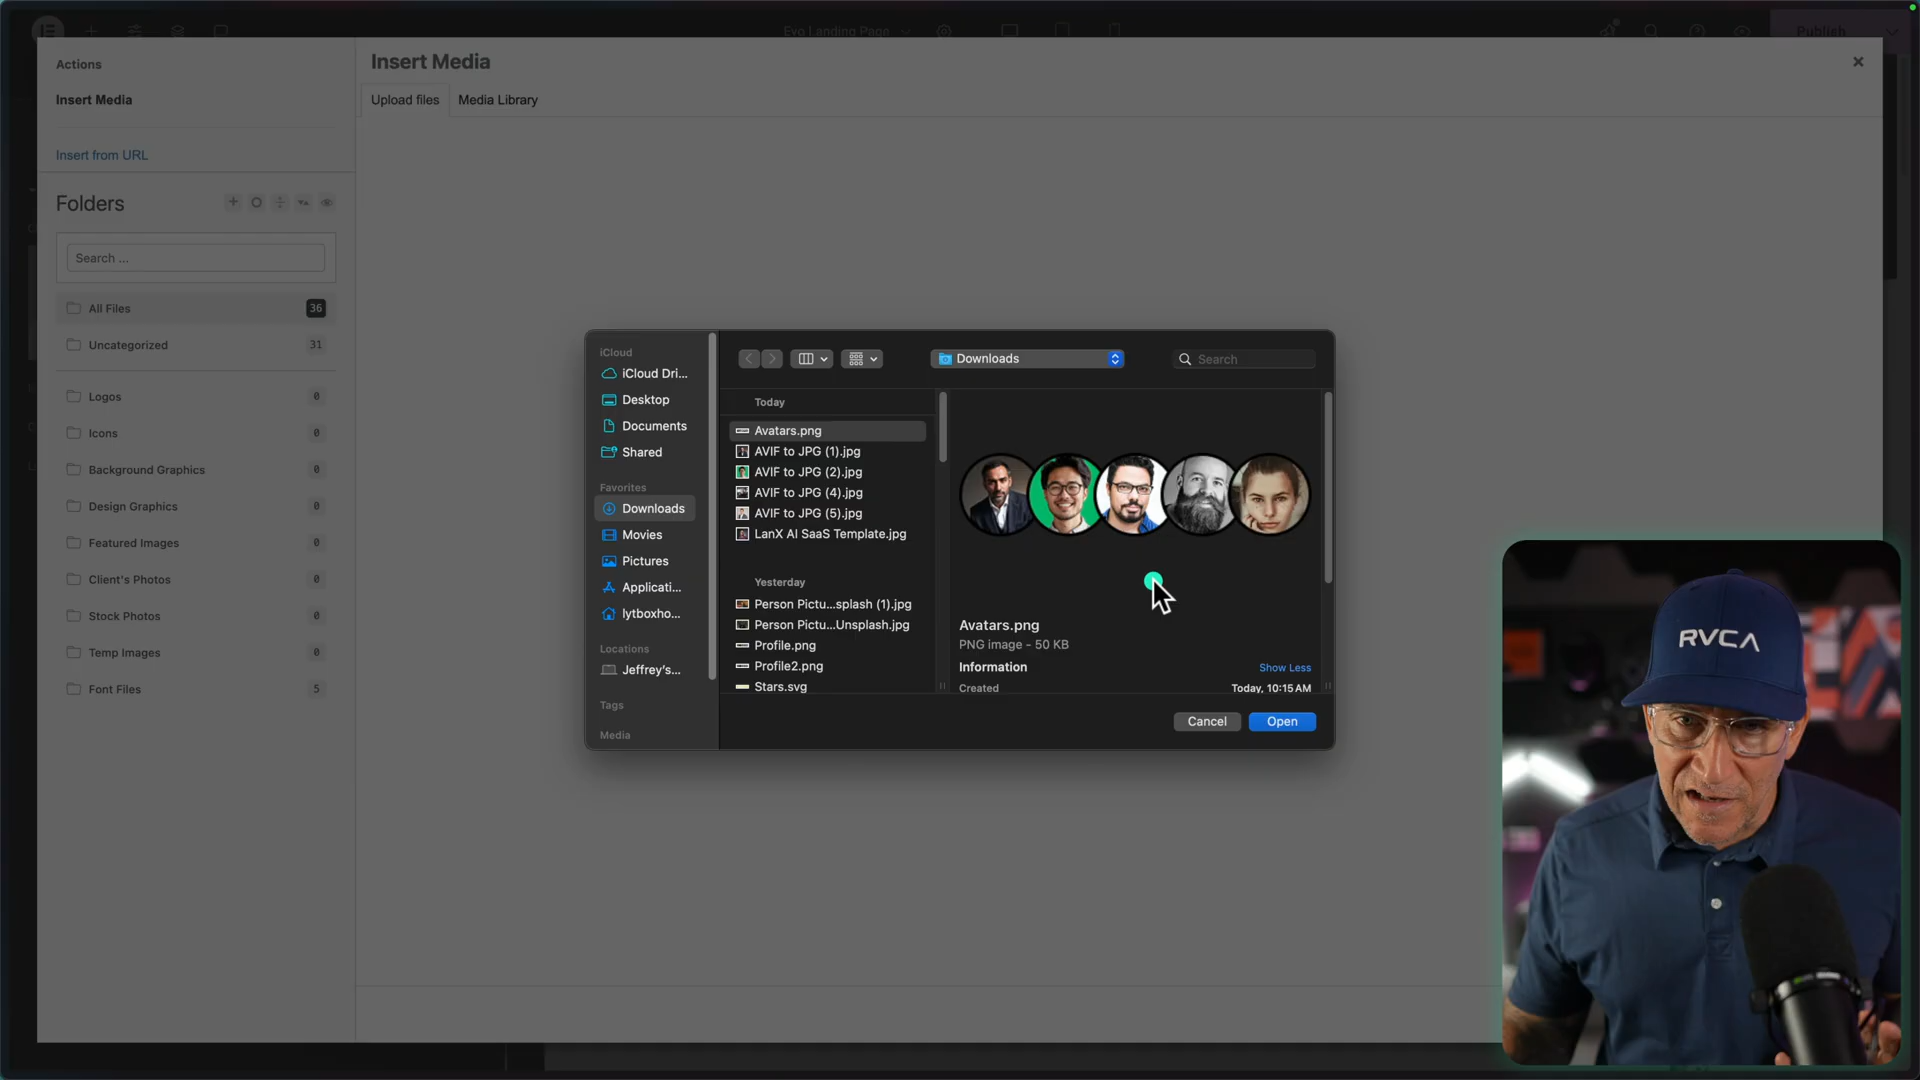 Evo Landing Page
Publish
Actions
Insert Media
Insert from URL
Folders
Search ...
All Files 36
Uncategorized 31
Logos 0
Icons 0
Background Graphics 0
Design Graphics 0
Featured Images 0
Client's Photos 0
Stock Photos 0
Temp Images 0
Font Files 5
Insert Media
Upload files Media Library
iCloud
iCloud Dri...
Desktop
Documents
Shared
Favorites
Downloads
Movies
Pictures
Applicati...
lytboxho...
Locations
Jeffrey's...
Tags
Media
Downloads
Search
Today
Avatars.png
AVIF to JPG (1).jpg
AVIF to JPG (2).jpg
AVIF to JPG (4).jpg
AVIF to JPG (5).jpg
LanX AI SaaS Template.jpg
Yesterday
Person Pictu...splash (1).jpg
Person Pictu...Unsplash.jpg
Profile.png
Profile2.png
Stars.svg
Avatars.png
PNG image - 50 KB
Information Show Less
Created Today, 10:15 AM
Cancel Open
RVCA